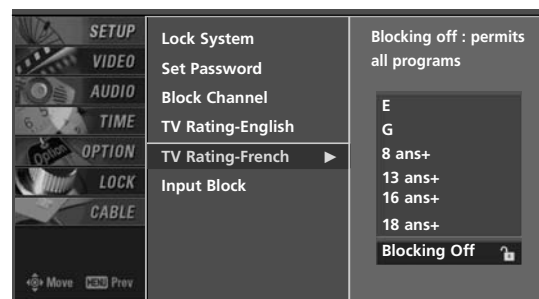 SETUP
VIDEO
AUDIO
TIME
OPTION
LOCK
CABLE
Move MENU Prev
Lock System
Set Password
Block Channel
TV Rating-English
TV Rating-French ▶
Input Block
Blocking off : permits
all programs
E
G
8 ans+
13 ans+
16 ans+
18 ans+
Blocking Off